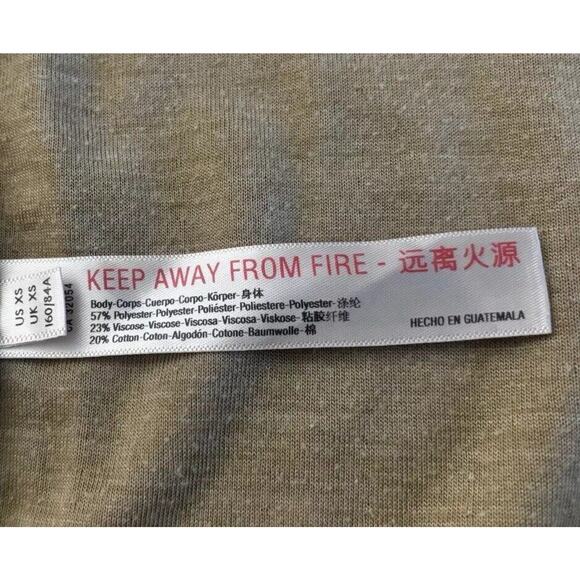 US XS
UK XS
160/84A
CA 32054
KEEP AWAY FROM FIRE - 远离火源
Body-Corps-Cuerpo-Corpo-Körper-身体
57% Polyester-Polyester-Poliéster-Poliestere-Polyester-涤纶
23% Viscose-Viscose-Viscosa-Viscosa-Viskose-粘胶纤维
20% Cotton-Coton-Algodón-Cotone-Baumwolle-棉
HECHO EN GUATEMALA